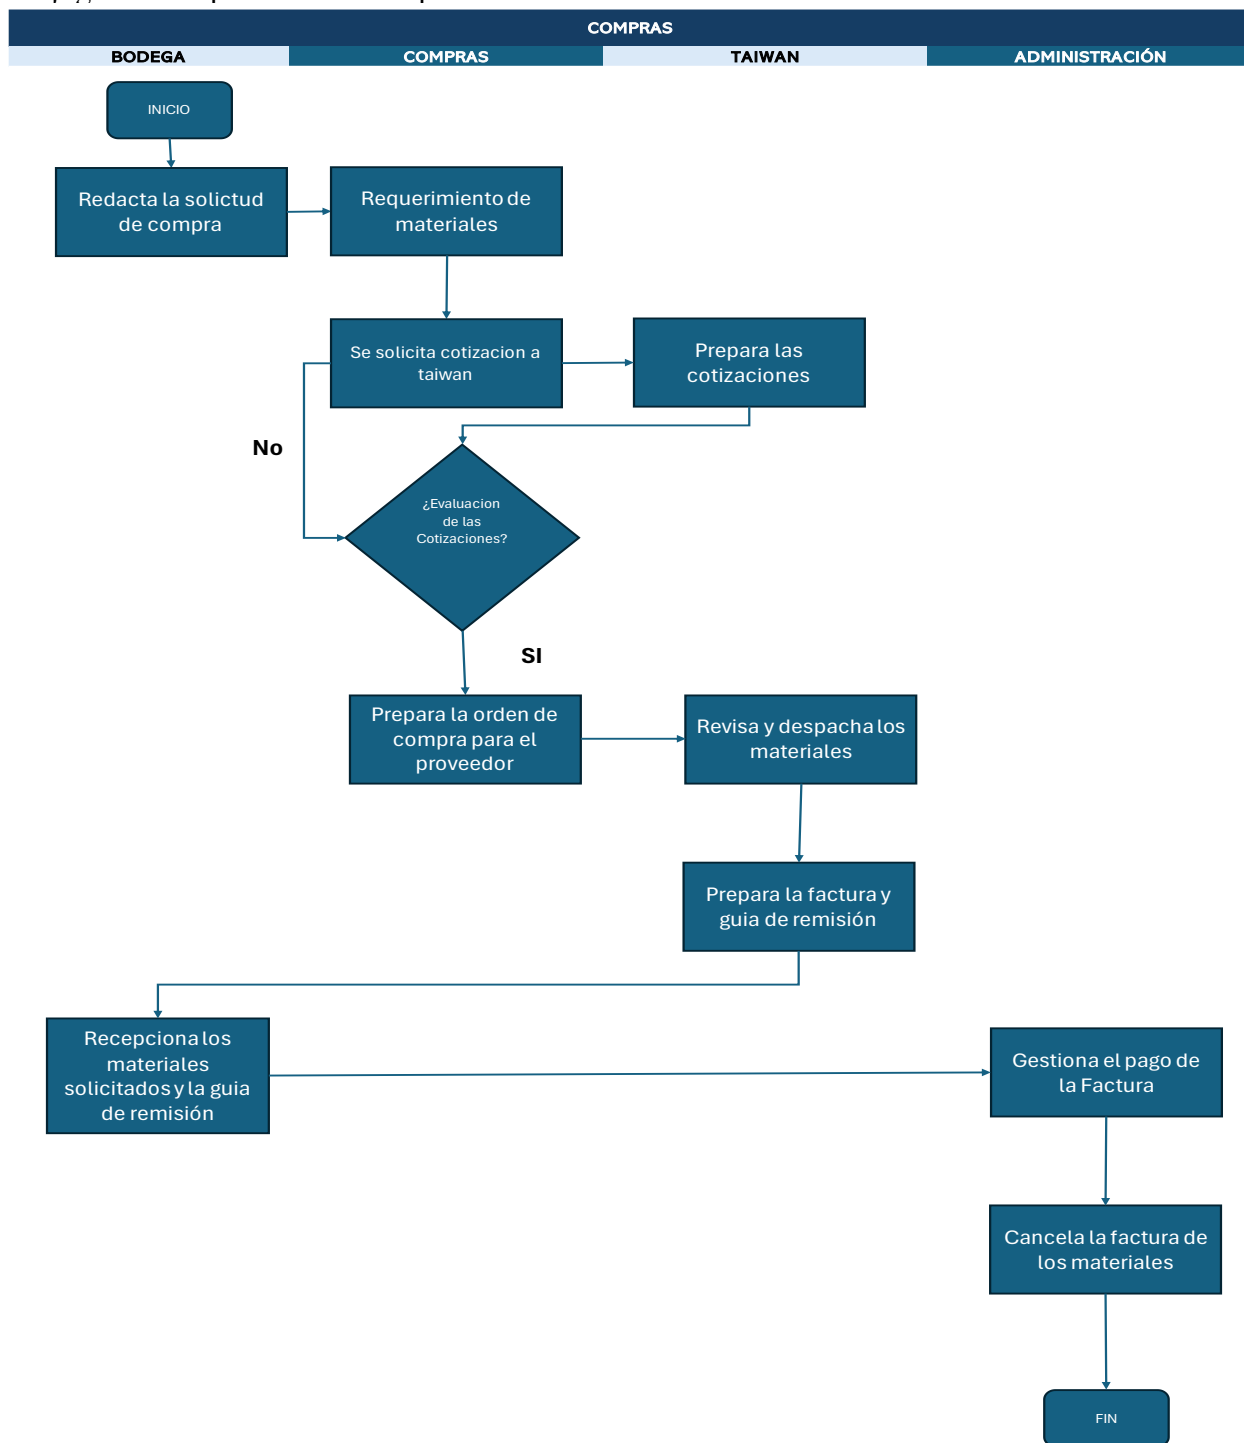 COMPRAS
BODEGA COMPRAS TAIWAN ADMINISTRACIÓN
INICIO
Redacta la solictud
de compra
Requerimiento de
materiales
Se solicita cotizacion a
taiwan
Prepara las
cotizaciones
No
¿Evaluacion
de las
Cotizaciones?
SI
Prepara la orden de
compra para el
proveedor
Revisa y despacha los
materiales
Prepara la factura y
guia de remisión
Recepciona los
materiales
solicitados y la guia
de remisión
Gestiona el pago de
la Factura
Cancela la factura de
los materiales
FIN